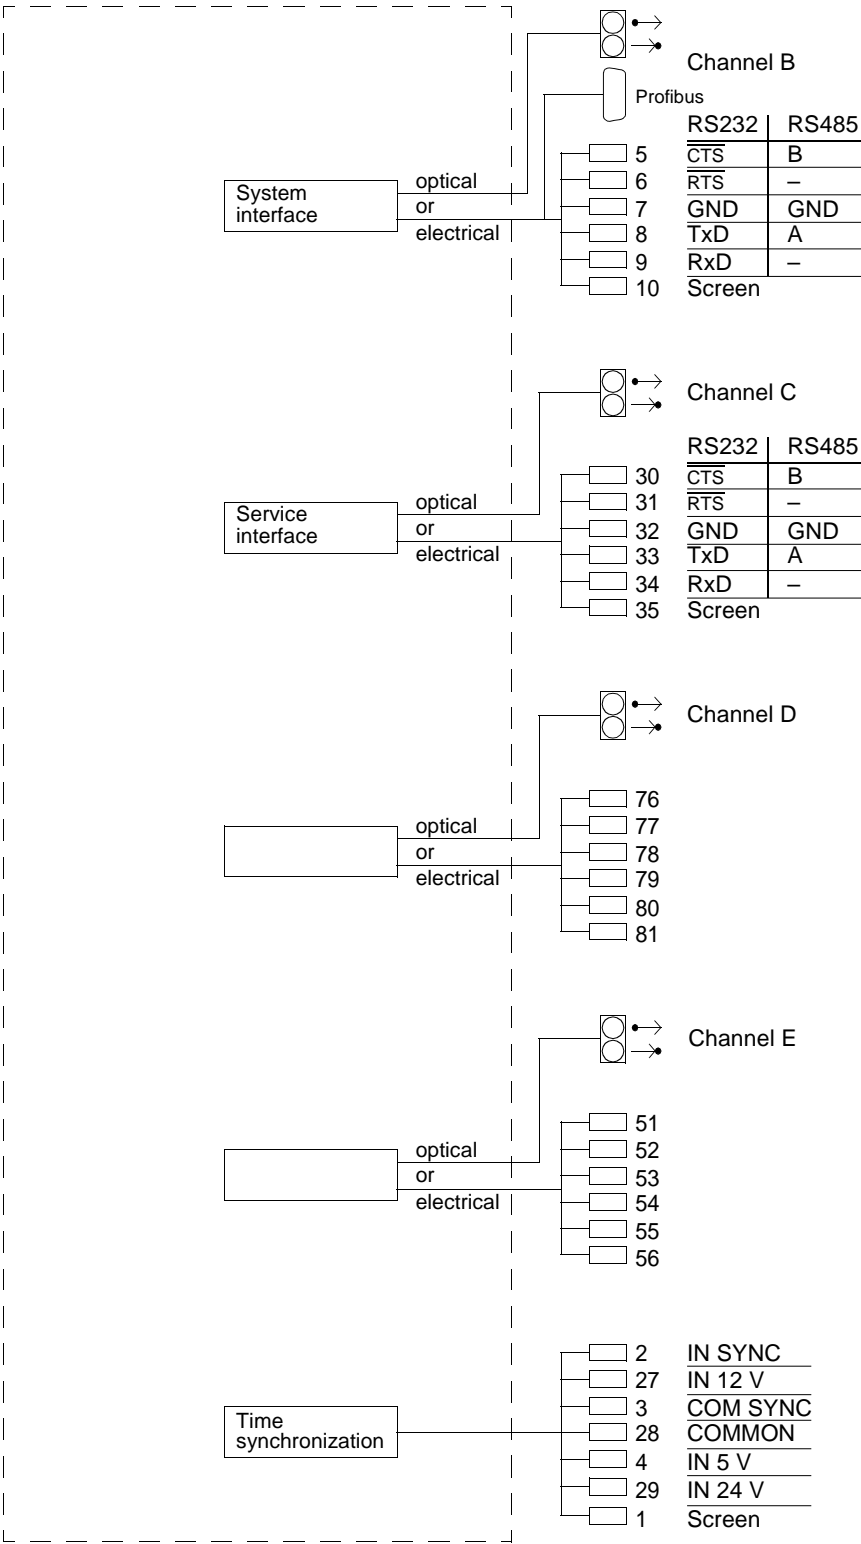 Channel B
Profibus
RS232 RS485
5 CTS B
System interface
optical
or
electrical
6 RTS –
7 GND GND
8 TxD A
9 RxD –
10 Screen
Channel C
RS232 RS485
30 CTS B
31 RTS –
Service interface
optical
or
electrical
32 GND GND
33 TxD A
34 RxD –
35 Screen
Channel D
76
77
optical
or
electrical
78
79
80
81
Channel E
51
52
optical
or
electrical
53
54
55
56
2 IN SYNC
27 IN 12 V
3 COM SYNC
Time
synchronization
28 COMMON
4 IN 5 V
29 IN 24 V
1 Screen